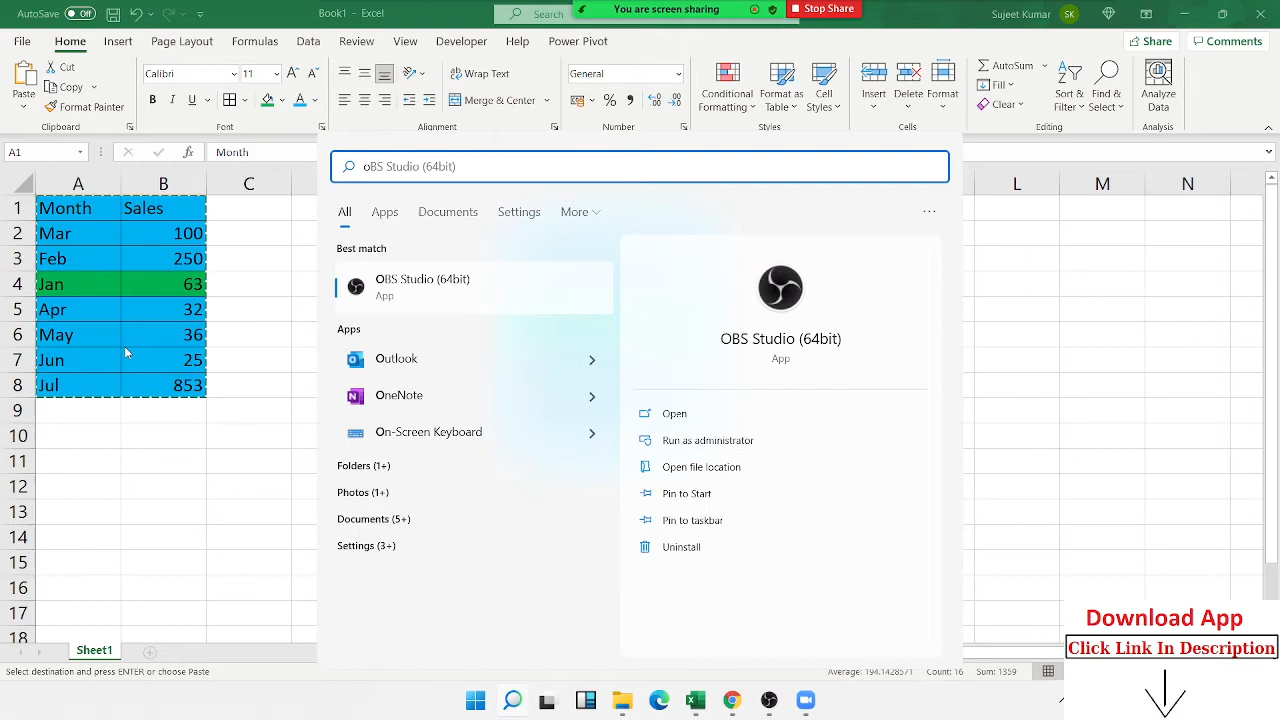 AutoSave Off Book1 - Excel Search You are screen sharing Stop Share Sujeet Kumar SK
File Home Insert Page Layout Formulas Data Review View Developer Help Power Pivot Share Comments
Paste Cut Copy Format Painter
Clipboard
Calibri 11
B I U A
Font
Wrap Text
Merge & Center
Alignment
General
% ,
Number
Conditional Formatting Format as Table Cell Styles
Styles
Insert Delete Format
Cells
AutoSum
Fill
Clear
Sort & Filter Find & Select
Editing
Analyze Data
Analysis
A1 fx Month
A B C L M N
1 Month Sales
2 Mar 100
3 Feb 250
4 Jan 63
5 Apr 32
6 May 36
7 Jun 25
8 Jul 853
9
10
11
12
13
14
15
16
17
18
oBS Studio (64bit)
All Apps Documents Settings More
Best match
OBS Studio (64bit)
App
Apps
Outlook
OneNote
On-Screen Keyboard
Folders (1+)
Photos (1+)
Documents (5+)
Settings (3+)
OBS Studio (64bit)
App
Open
Run as administrator
Open file location
Pin to Start
Pin to taskbar
Uninstall
Download App
Click Link In Description
Sheet1
Select destination and press ENTER or choose Paste Average: 194.1428571 Count: 16 Sum: 1359